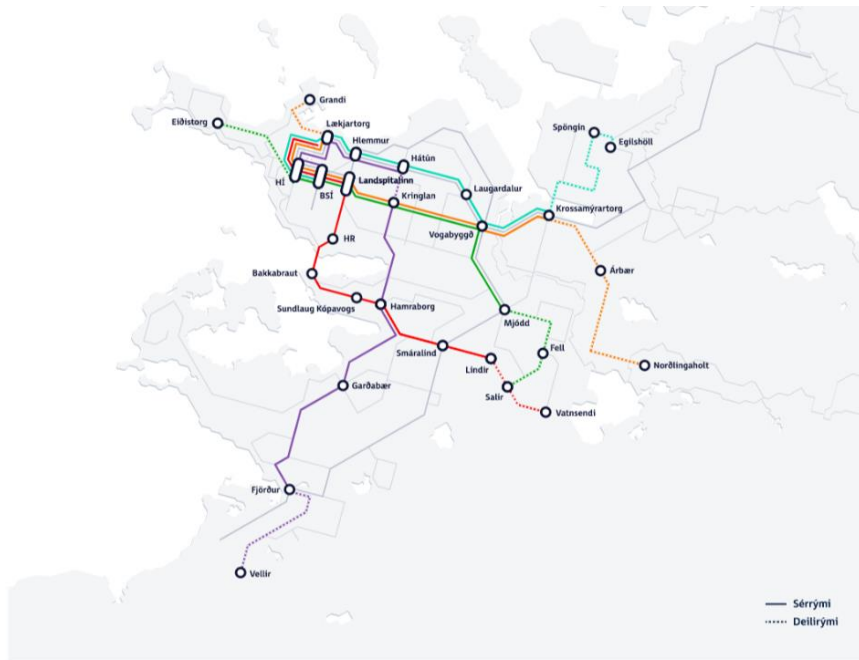 Grandi
Eiðistorg
Lækjartorg
Hlemmur
Spöngin
Egilshöll
Hátún
HÍ
BSÍ
Landspítalinn
Kringlan
Laugardalur
Krossamýrartorg
Vogabyggð
HR
Bakkabraut
Árbær
Sundlaug Kópavogs
Hamraborg
Mjódd
Smáralind
Fell
Lindir
Norðlingaholt
Garðabær
Salir
Vatnsendi
Fjörður
Vellir
Sérrými
Deilirými